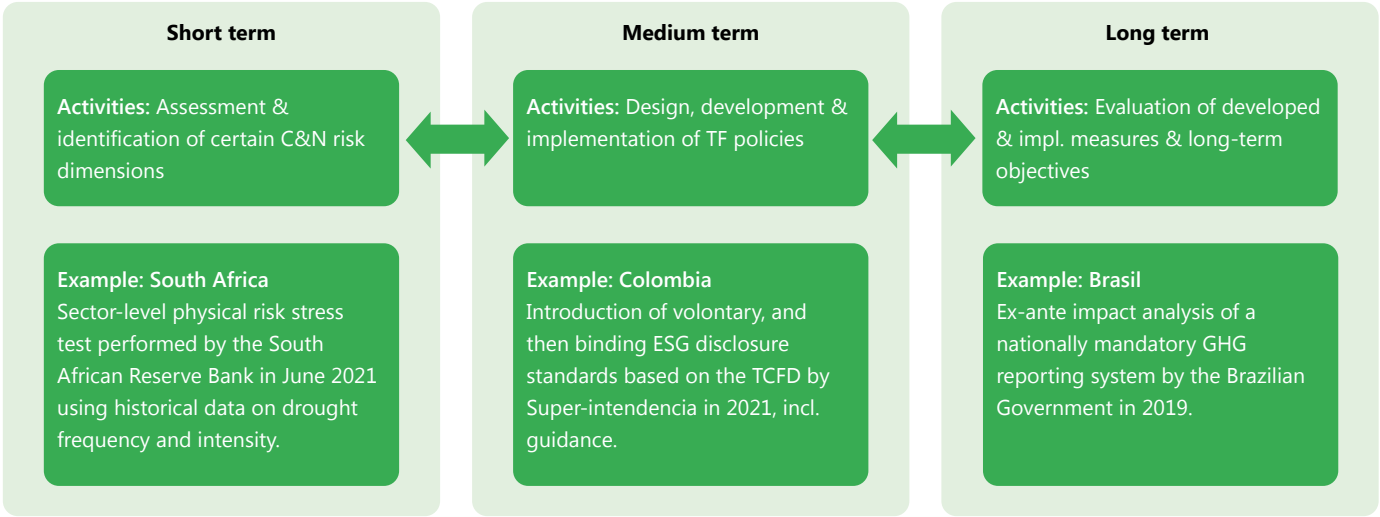 Short term
Activities: Assessment &
identification of certain C&N risk
dimensions
Example: South Africa
Sector-level physical risk stress
test performed by the South
African Reserve Bank in June 2021
using historical data on drought
frequency and intensity.
Medium term
Activities: Design, development &
implementation of TF policies
Example: Colombia
Introduction of volontary, and
then binding ESG disclosure
standards based on the TCFD by
Super-intendencia in 2021, incl.
guidance.
Long term
Activities: Evaluation of developed
& impl. measures & long-term
objectives
Example: Brasil
Ex-ante impact analysis of a
nationally mandatory GHG
reporting system by the Brazilian
Government in 2019.